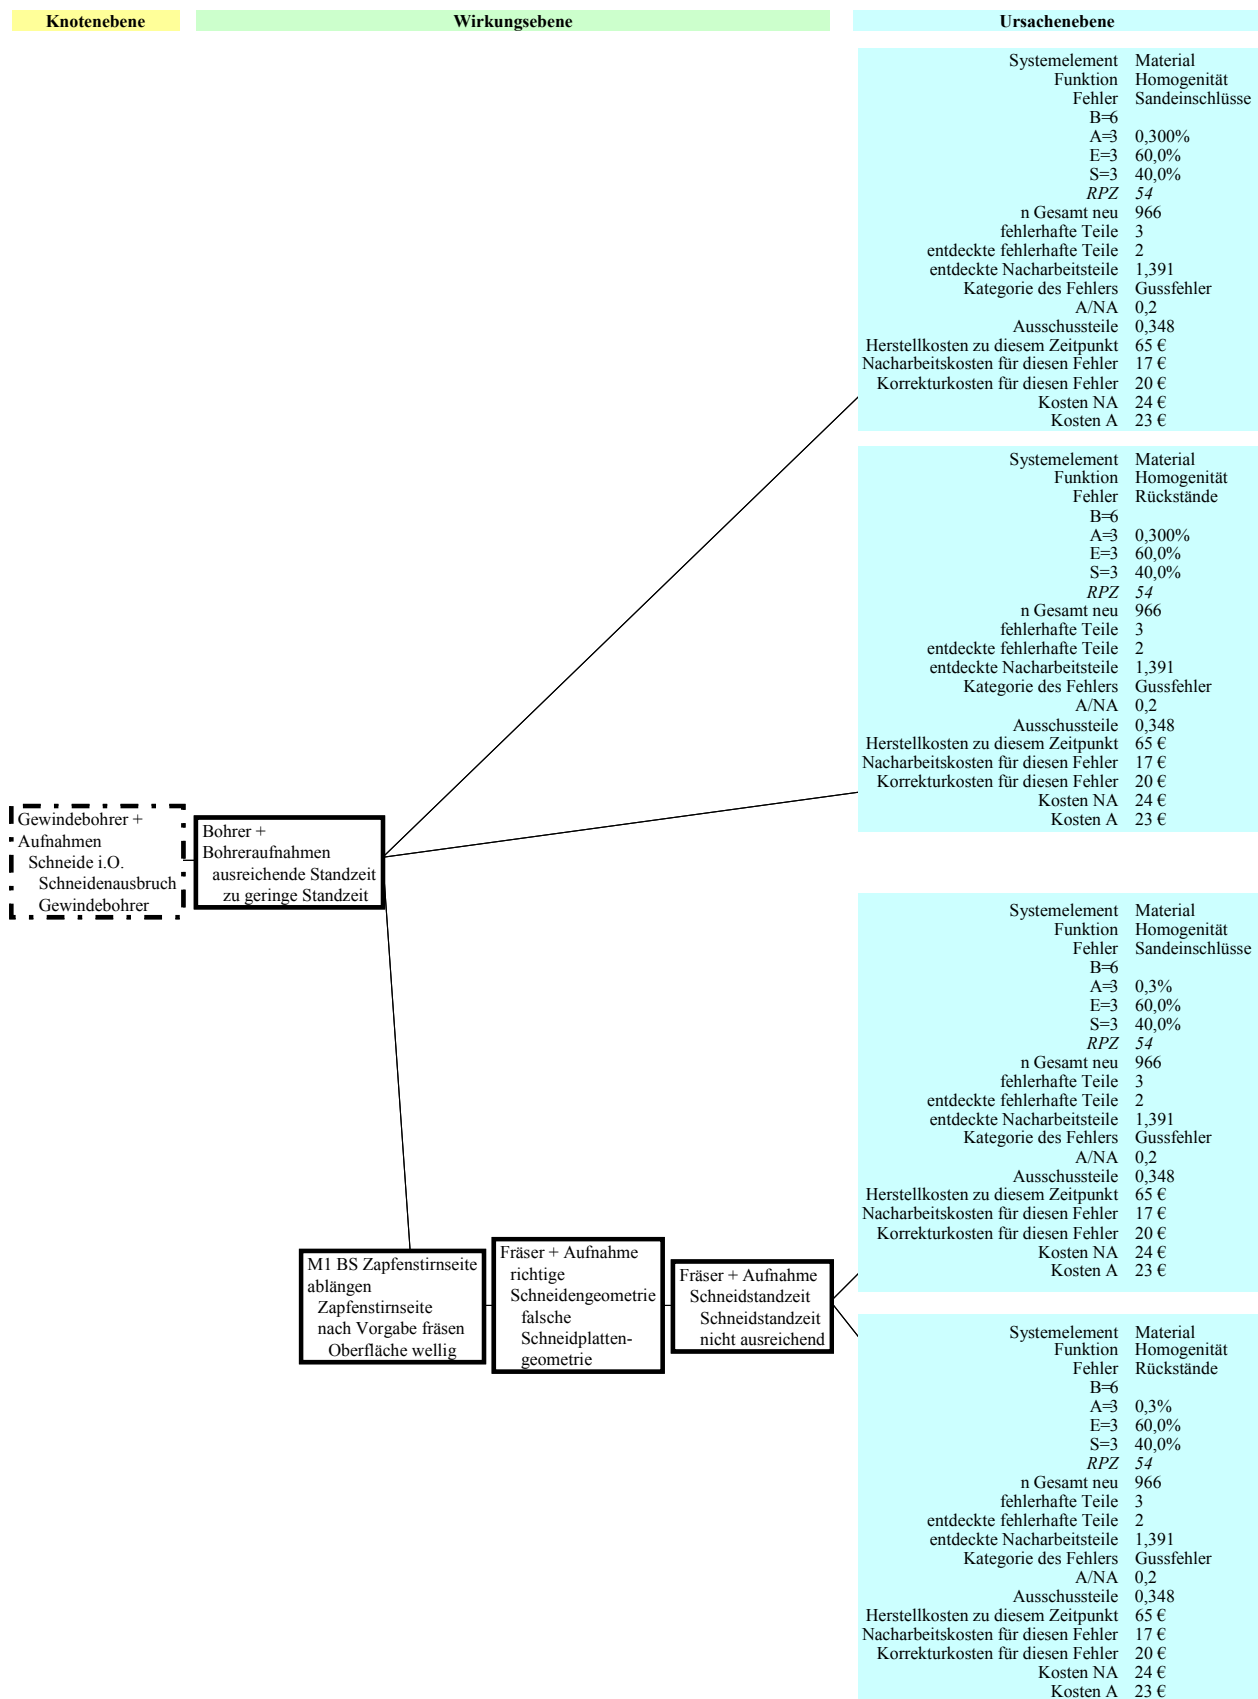 Knotenebene
Wirkungsebene
Ursachenebene
Systemelement Material
Funktion Homogenität
Fehler Sandeinschlüsse
B=6
A=3 0,300%
E=3 60,0%
S=3 40,0%
RPZ 54
n Gesamt neu 966
fehlerhafte Teile 3
entdeckte fehlerhafte Teile 2
entdeckte Nacharbeitsteile 1,391
Kategorie des Fehlers Gussfehler
A/NA 0,2
Ausschussteile 0,348
Herstellkosten zu diesem Zeitpunkt 65 €
Nacharbeitskosten für diesen Fehler 17 €
Korrekturkosten für diesen Fehler 20 €
Kosten NA 24 €
Kosten A 23 €
Systemelement Material
Funktion Homogenität
Fehler Rückstände
B=6
A=3 0,300%
E=3 60,0%
S=3 40,0%
RPZ 54
n Gesamt neu 966
fehlerhafte Teile 3
entdeckte fehlerhafte Teile 2
entdeckte Nacharbeitsteile 1,391
Kategorie des Fehlers Gussfehler
A/NA 0,2
Ausschussteile 0,348
Herstellkosten zu diesem Zeitpunkt 65 €
Nacharbeitskosten für diesen Fehler 17 €
Korrekturkosten für diesen Fehler 20 €
Kosten NA 24 €
Kosten A 23 €
Gewindebohrer +
Aufnahmen
Schneide i.O.
Schneidenausbruch
Gewindebohrer
Bohrer +
Bohreraufnahmen
ausreichende Standzeit
zu geringe Standzeit
Systemelement Material
Funktion Homogenität
Fehler Sandeinschlüsse
B=6
A=3 0,3%
E=3 60,0%
S=3 40,0%
RPZ 54
n Gesamt neu 966
fehlerhafte Teile 3
entdeckte fehlerhafte Teile 2
entdeckte Nacharbeitsteile 1,391
Kategorie des Fehlers Gussfehler
A/NA 0,2
Ausschussteile 0,348
Herstellkosten zu diesem Zeitpunkt 65 €
Nacharbeitskosten für diesen Fehler 17 €
Korrekturkosten für diesen Fehler 20 €
Kosten NA 24 €
Kosten A 23 €
M1 BS Zapfenstirnseite
ablängen
Zapfenstirnseite
nach Vorgabe fräsen
Oberfläche wellig
Fräser + Aufnahme
richtige
Schneidengeometrie
falsche
Schneidplatten-
geometrie
Fräser + Aufnahme
Schneidstandzeit
Schneidstandzeit
nicht ausreichend
Systemelement Material
Funktion Homogenität
Fehler Rückstände
B=6
A=3 0,3%
E=3 60,0%
S=3 40,0%
RPZ 54
n Gesamt neu 966
fehlerhafte Teile 3
entdeckte fehlerhafte Teile 2
entdeckte Nacharbeitsteile 1,391
Kategorie des Fehlers Gussfehler
A/NA 0,2
Ausschussteile 0,348
Herstellkosten zu diesem Zeitpunkt 65 €
Nacharbeitskosten für diesen Fehler 17 €
Korrekturkosten für diesen Fehler 20 €
Kosten NA 24 €
Kosten A 23 €